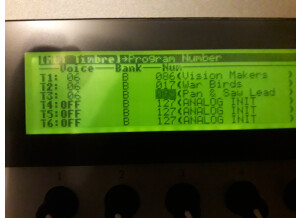 Timbre]→Program Number
Voice Bank Num
T1: 06 B 086<Vision Makers >
T2: 06 B 017<War Birds >
T3: 06 B <Pan & Saw Lead >
T4:OFF B 127<ANALOG INIT >
T5:OFF B 127<ANALOG INIT >
T6:OFF B 127<ANALOG INIT >